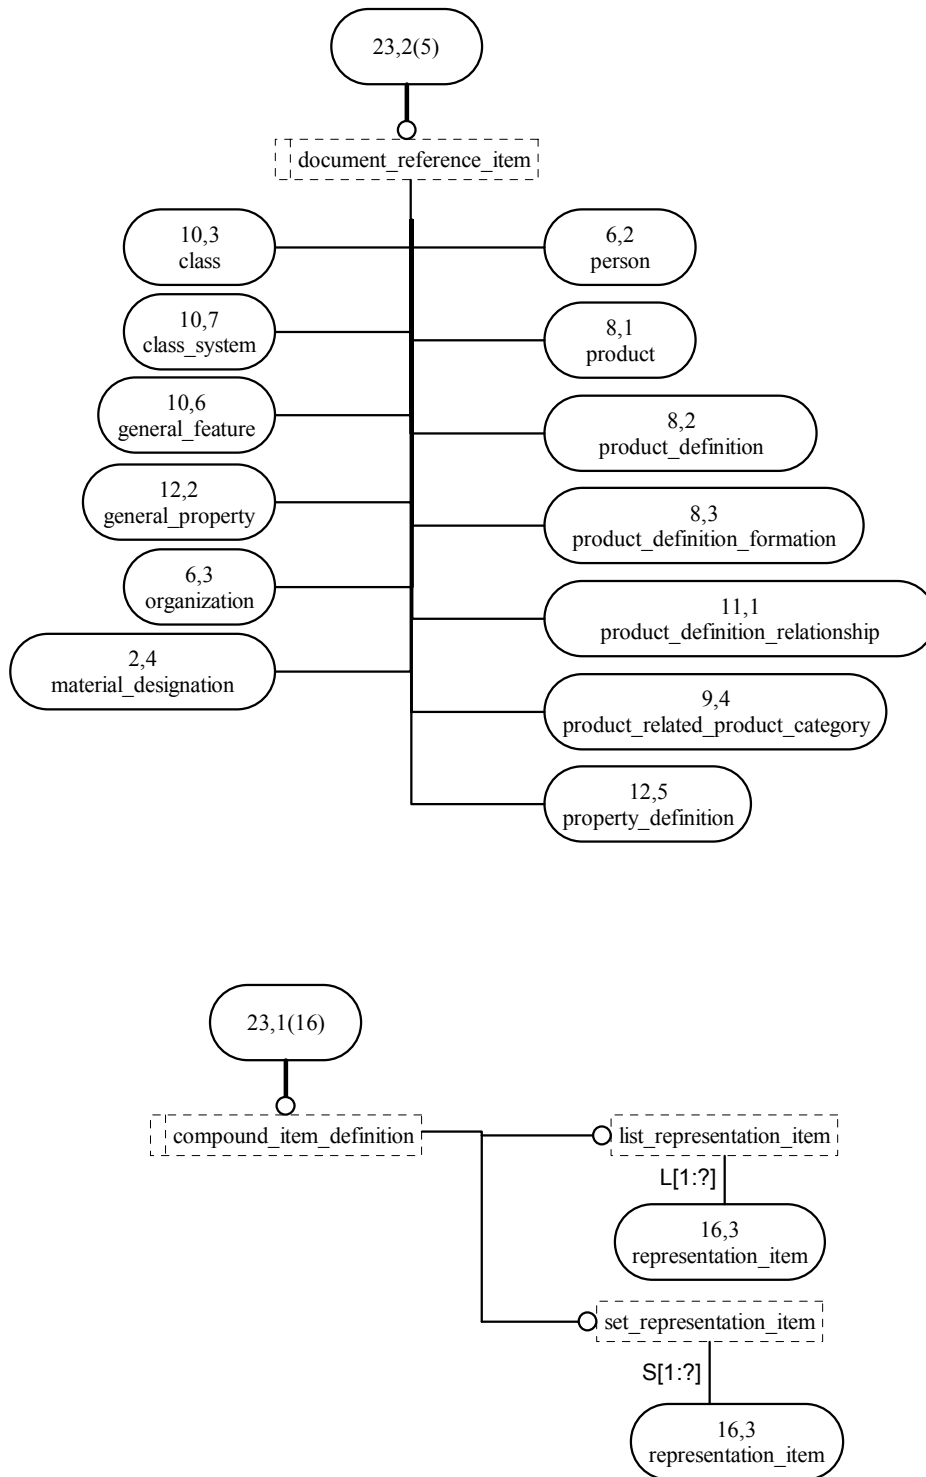 23,2(5)
document_reference_item
10,3
class
6,2
person
10,7
class_system
8,1
product
10,6
general_feature
8,2
product_definition
12,2
general_property
8,3
product_definition_formation
6,3
organization
11,1
product_definition_relationship
2,4
material_designation
9,4
product_related_product_category
12,5
property_definition
23,1(16)
compound_item_definition
list_representation_item
L[1:?]
16,3
representation_item
set_representation_item
S[1:?]
16,3
representation_item